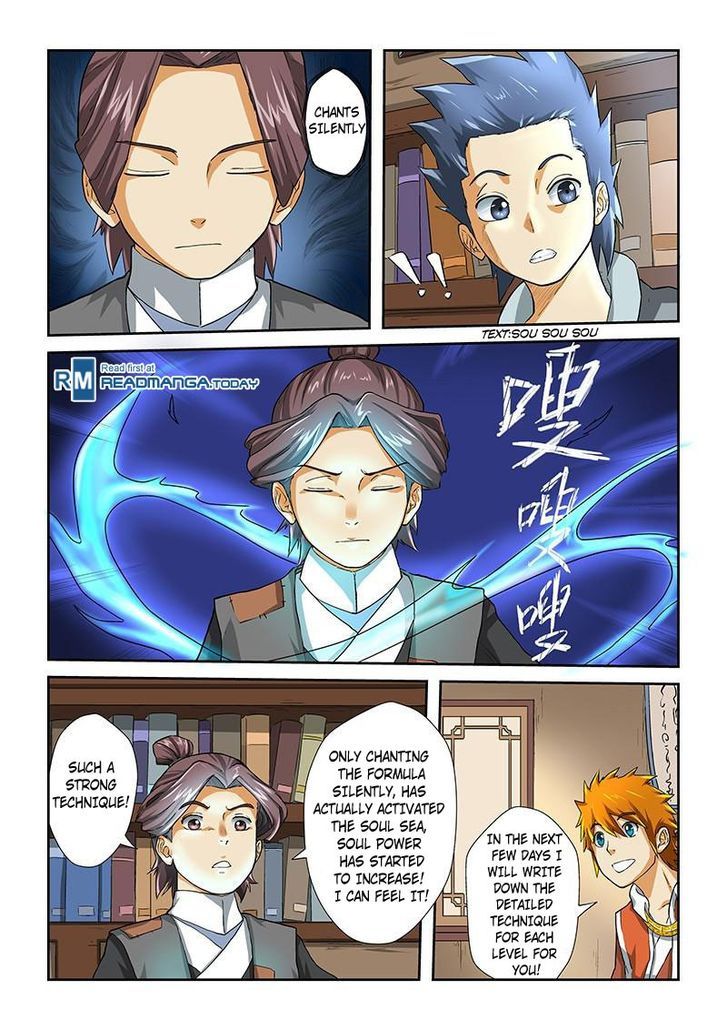 CHANTS
SILENTLY
!!
TEXT:SOU SOU SOU
RM Read first at
READMANGA.TODAY
嗖
嗖
嗖
SUCH A
STRONG
TECHNIQUE!
ONLY CHANTING
THE FORMULA
SILENTLY, HAS
ACTUALLY ACTIVATED
THE SOUL SEA,
SOUL POWER
HAS STARTED
TO INCREASE!
I CAN FEEL IT!
IN THE NEXT
FEW DAYS I
WILL WRITE
DOWN THE
DETAILED
TECHNIQUE
FOR EACH
LEVEL FOR
YOU!